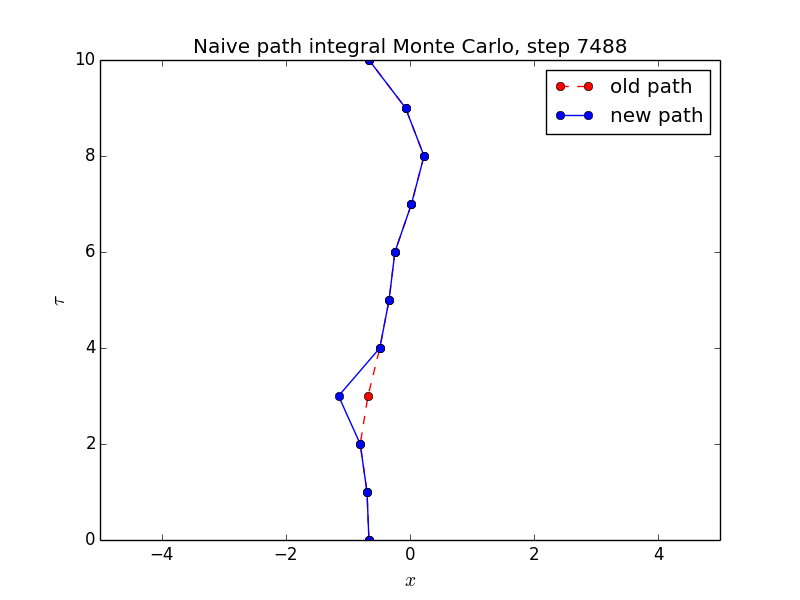 Naive path integral Monte Carlo, step 7488
10
old path
new path
8
6
τ
4
2
0
−4 −2 0 2 4
x